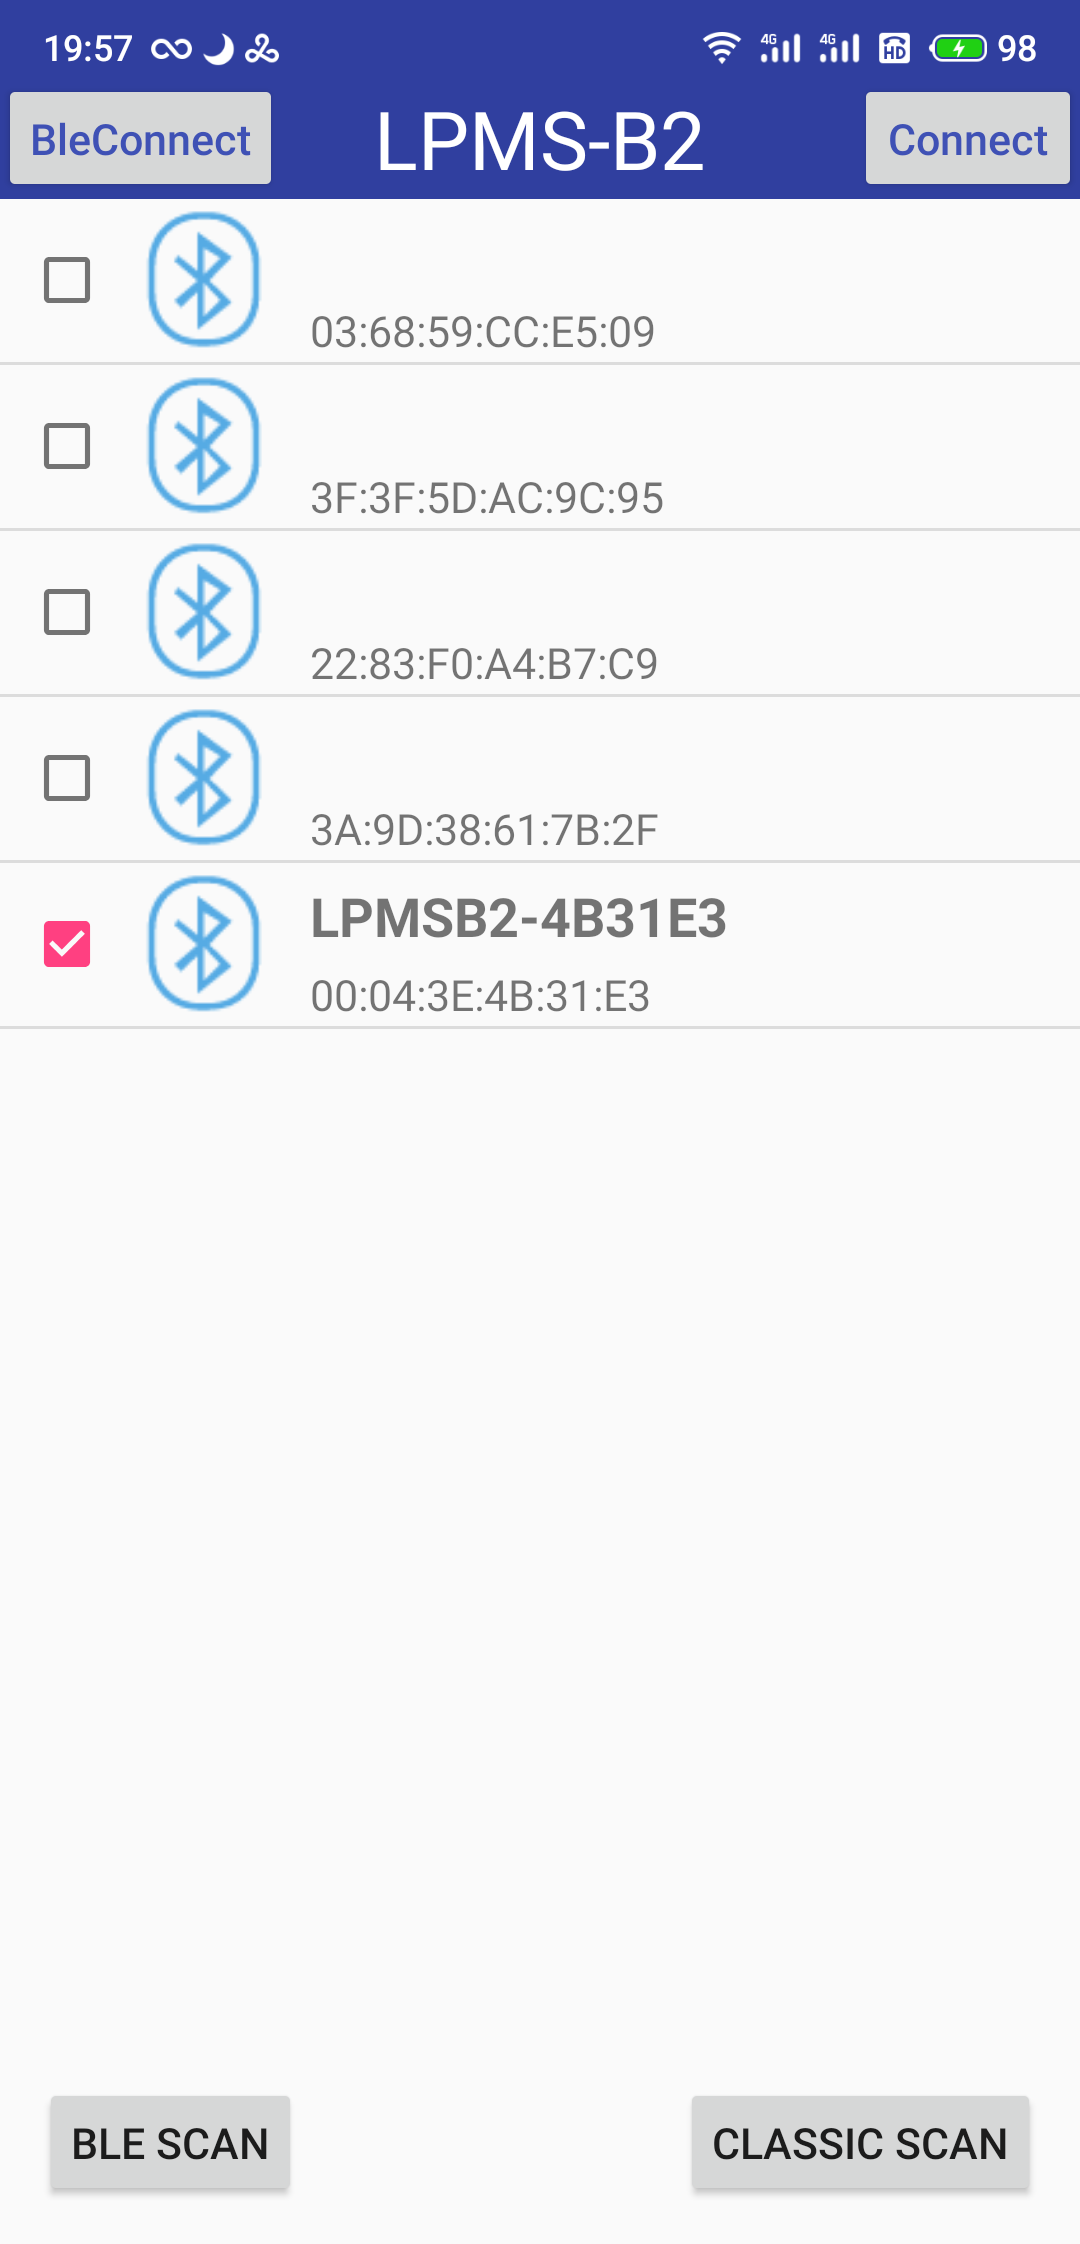 19:57 4G 4G HD 98
BleConnect LPMS-B2 Connect
03:68:59:CC:E5:09
3F:3F:5D:AC:9C:95
22:83:F0:A4:B7:C9
3A:9D:38:61:7B:2F
LPMSB2-4B31E3
00:04:3E:4B:31:E3
BLE SCAN CLASSIC SCAN